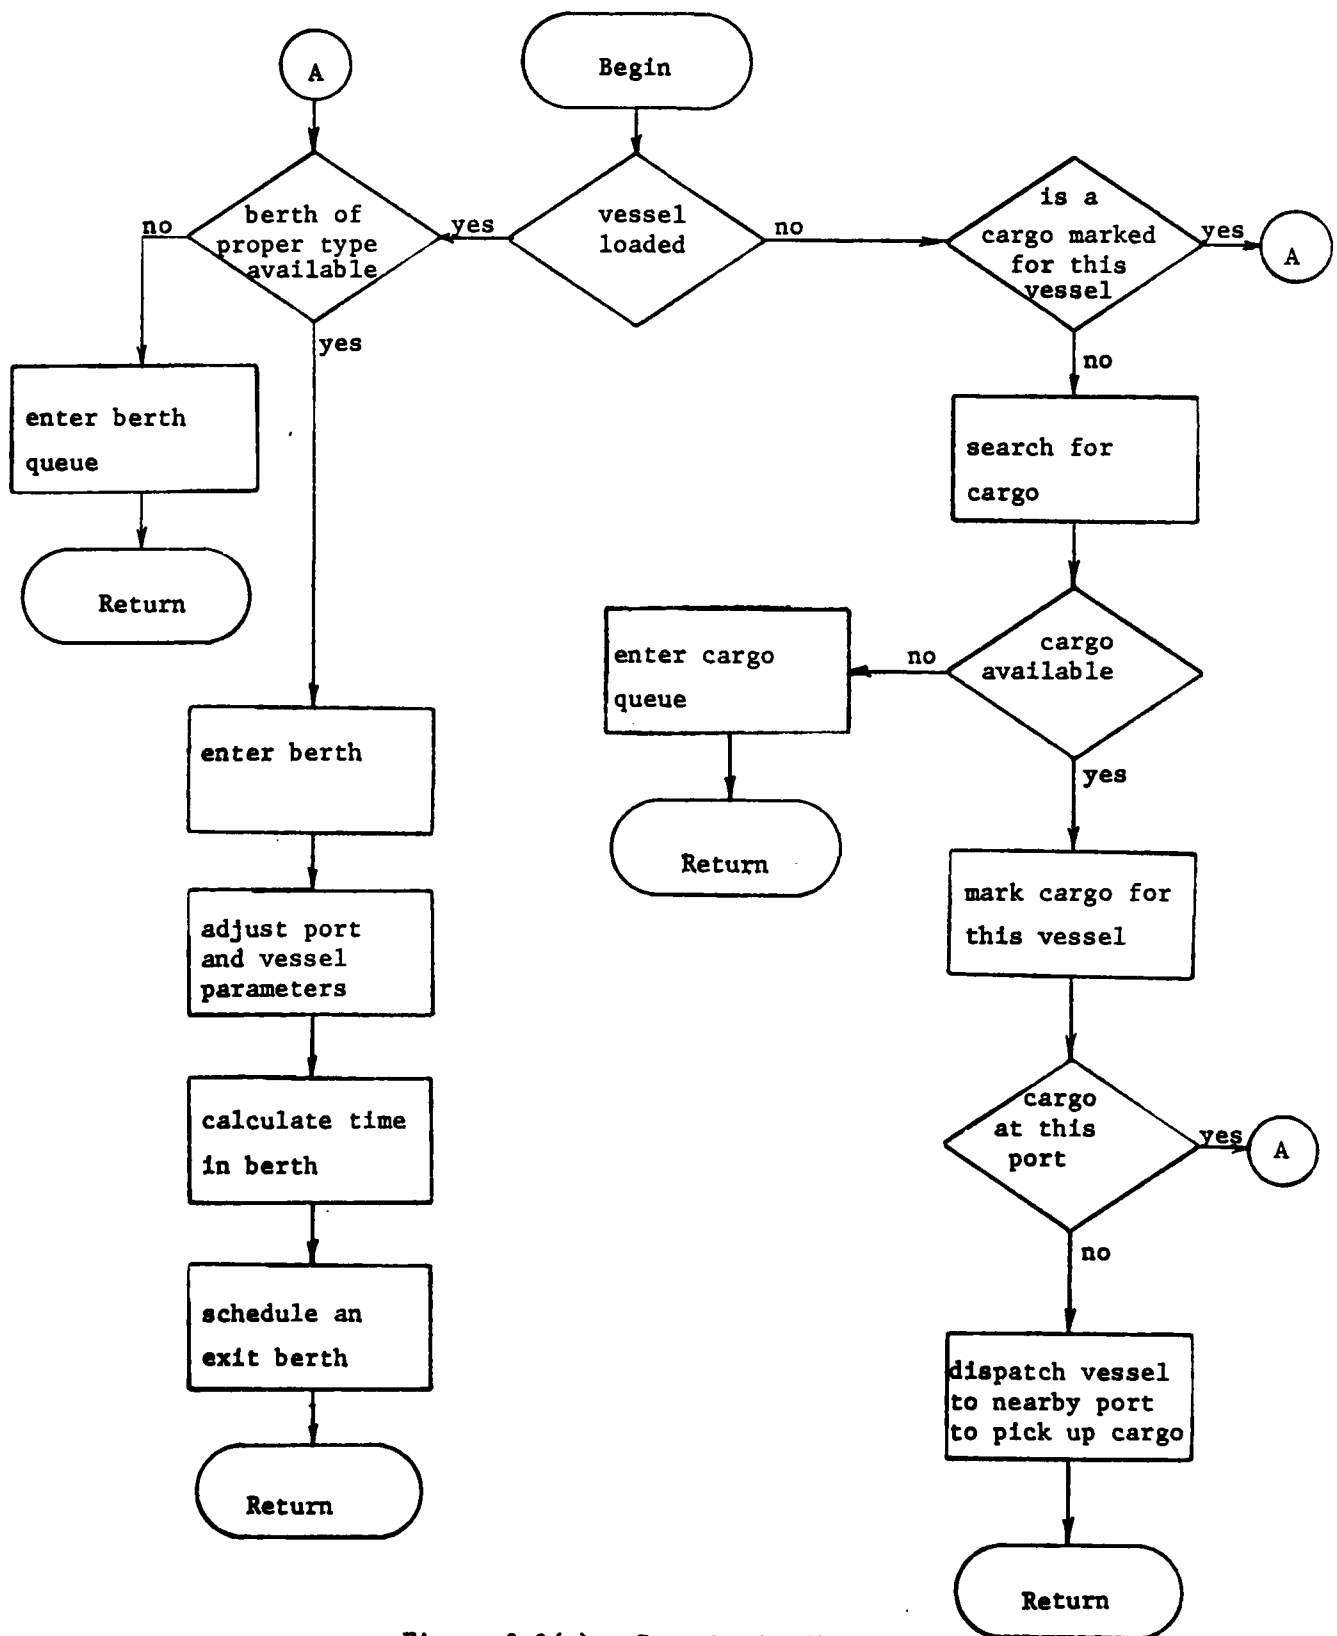 A
Begin
berth of
proper type
available
yes
vessel
loaded
no
is a
cargo marked
for this
vessel
yes
A
no
yes
no
enter berth
queue
Return
search for
cargo
cargo
available
no
enter cargo
queue
Return
yes
enter berth
mark cargo for
this vessel
adjust port
and vessel
parameters
cargo
at this
port
yes
A
no
calculate time
in berth
schedule an
exit berth
Return
dispatch vessel
to nearby port
to pick up cargo
Return